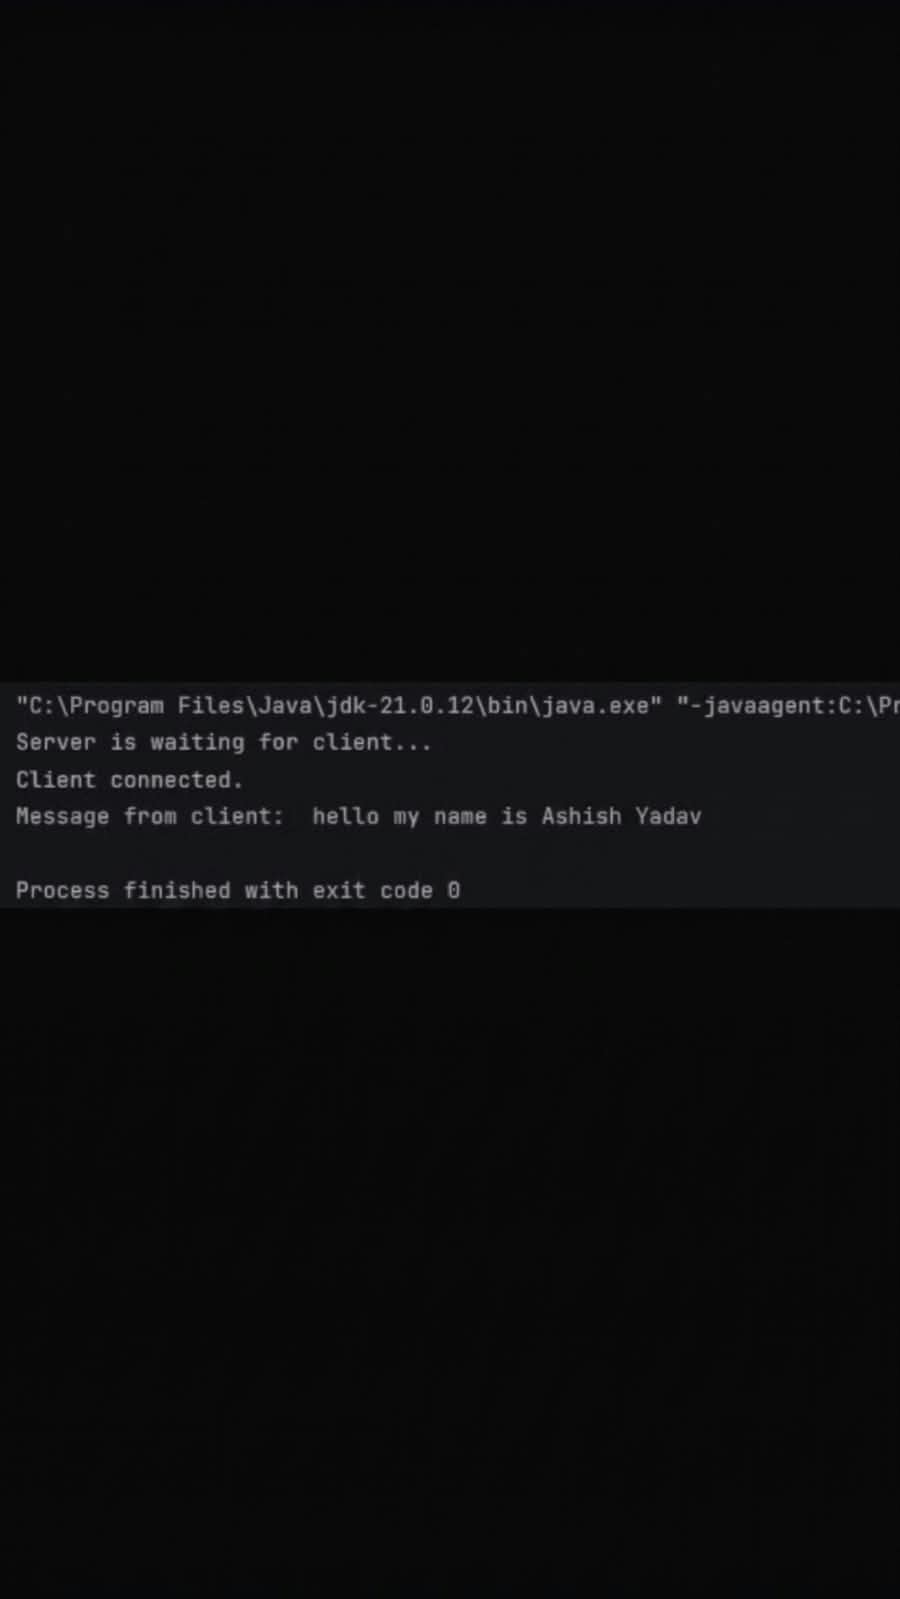 "C:\Program Files\Java\jdk-21.0.12\bin\java.exe" "-javaagent:C:\Pr
Server is waiting for client...
Client connected.
Message from client:  hello my name is Ashish Yadav
Process finished with exit code 0